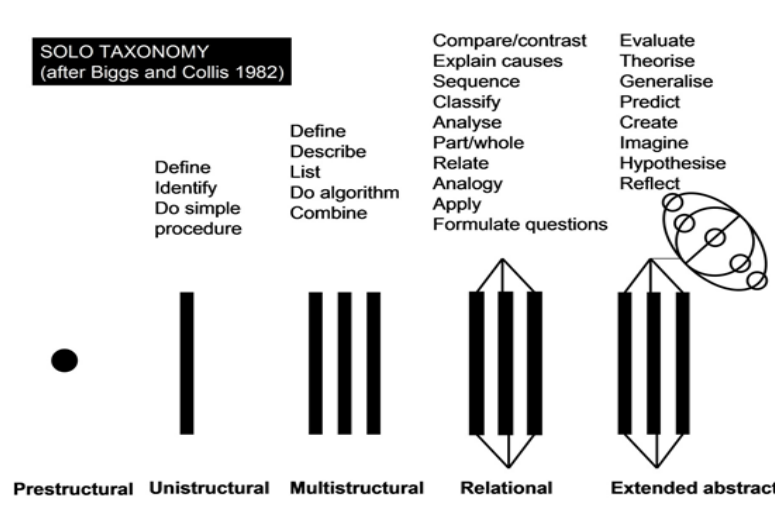 SOLO TAXONOMY
(after Biggs and Collis 1982)
Define
Identify
Do simple
procedure
Define
Describe
List
Do algorithm
Combine
Compare/contrast
Explain causes
Sequence
Classify
Analyse
Part/whole
Relate
Analogy
Apply
Formulate questions
Evaluate
Theorise
Generalise
Predict
Create
Imagine
Hypothesise
Reflect
Prestructural
Unistructural
Multistructural
Relational
Extended abstract